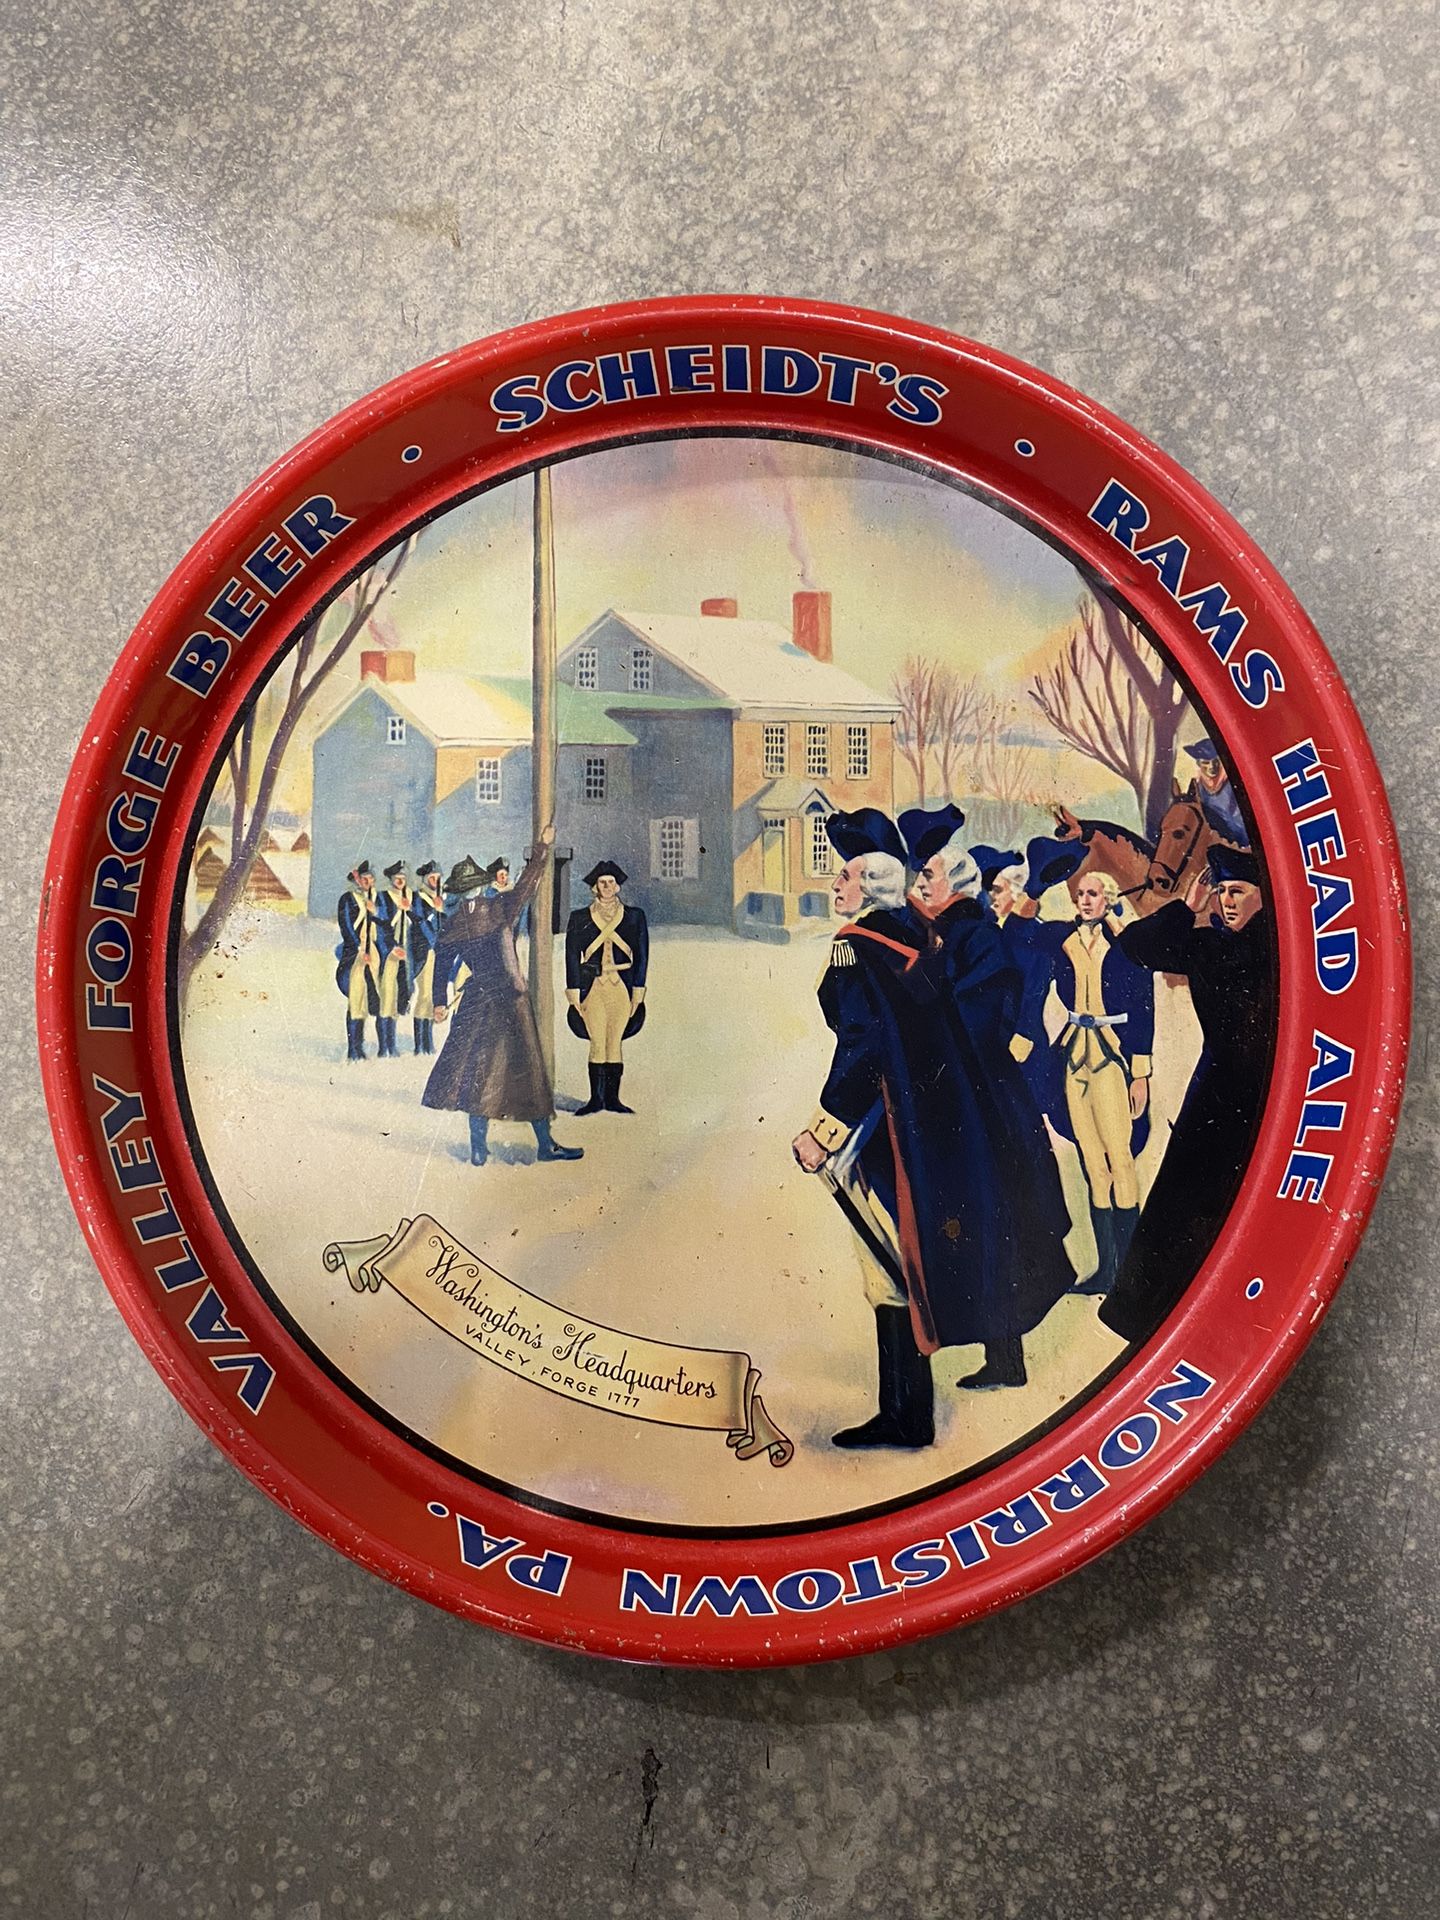 SCHEIDT'S
RAMS HEAD ALE
NORRISTOWN PA.
VALLEY FORGE BEER
Washington's Headquarters
VALLEY, FORGE 1777